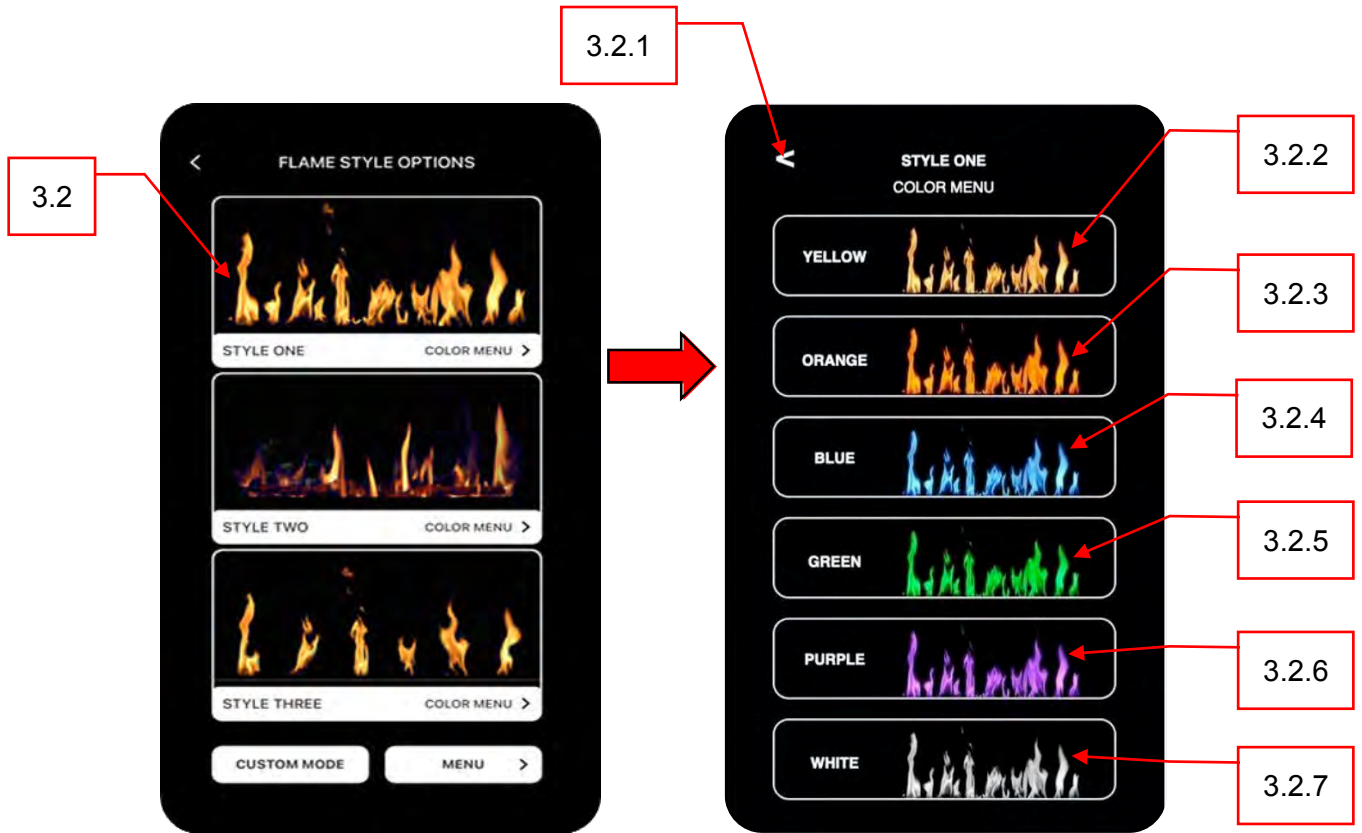 3.2.1
3.2
< FLAME STYLE OPTIONS
STYLE ONE COLOR MENU >
STYLE TWO COLOR MENU >
STYLE THREE COLOR MENU >
CUSTOM MODE MENU >
< STYLE ONE
COLOR MENU
YELLOW
ORANGE
BLUE
GREEN
PURPLE
WHITE
3.2.2
3.2.3
3.2.4
3.2.5
3.2.6
3.2.7